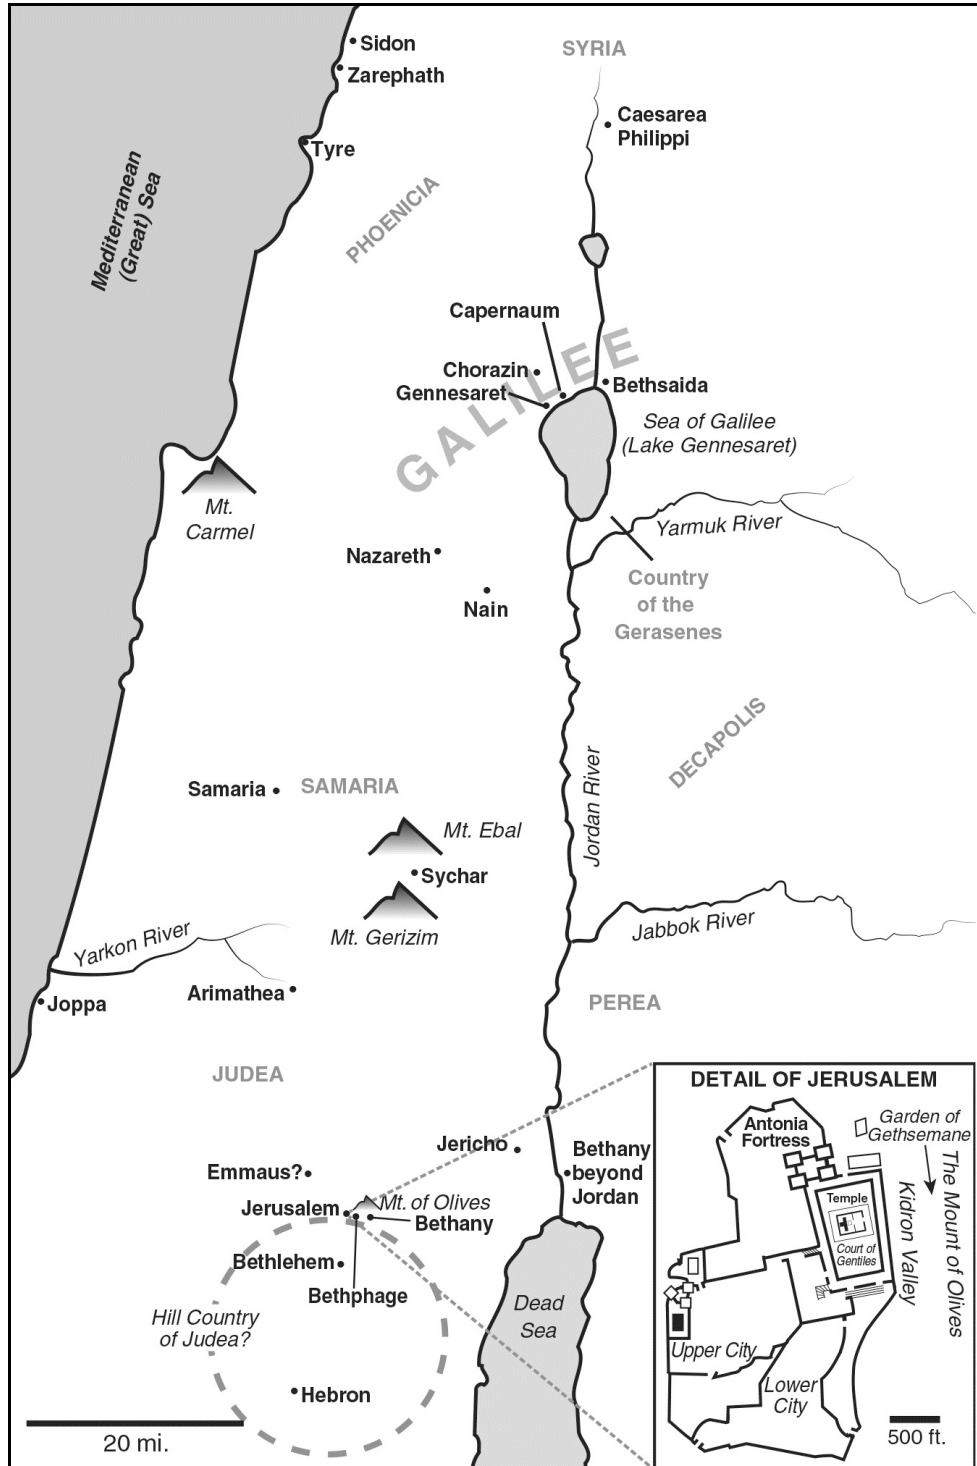 Sidon
Zarephath
SYRIA
Caesarea
Philippi
Tyre
Mediterranean
(Great) Sea
PHOENICIA
Capernaum
GALILEE
Chorazin
Gennesaret
Bethsaida
Sea of Galilee
(Lake Gennesaret)
Mt.
Carmel
Yarmuk River
Nazareth
Country
of the
Gerasenes
Nain
DECAPOLIS
Jordan River
Samaria
SAMARIA
Mt. Ebal
Sychar
Mt. Gerizim
Jabbok River
Yarkon River
Arimathea
Joppa
PEREA
JUDEA
Jericho
Bethany
beyond
Jordan
Emmaus?
Jerusalem
Mt. of Olives
Bethany
Bethlehem
Bethphage
Hill Country
of Judea?
Dead
Sea
Hebron
20 mi.
DETAIL OF JERUSALEM
Antonia
Fortress
Garden of
Gethsemane
Temple
Court of
Gentiles
Kidron Valley
The Mount of Olives
Upper City
Lower
City
500 ft.